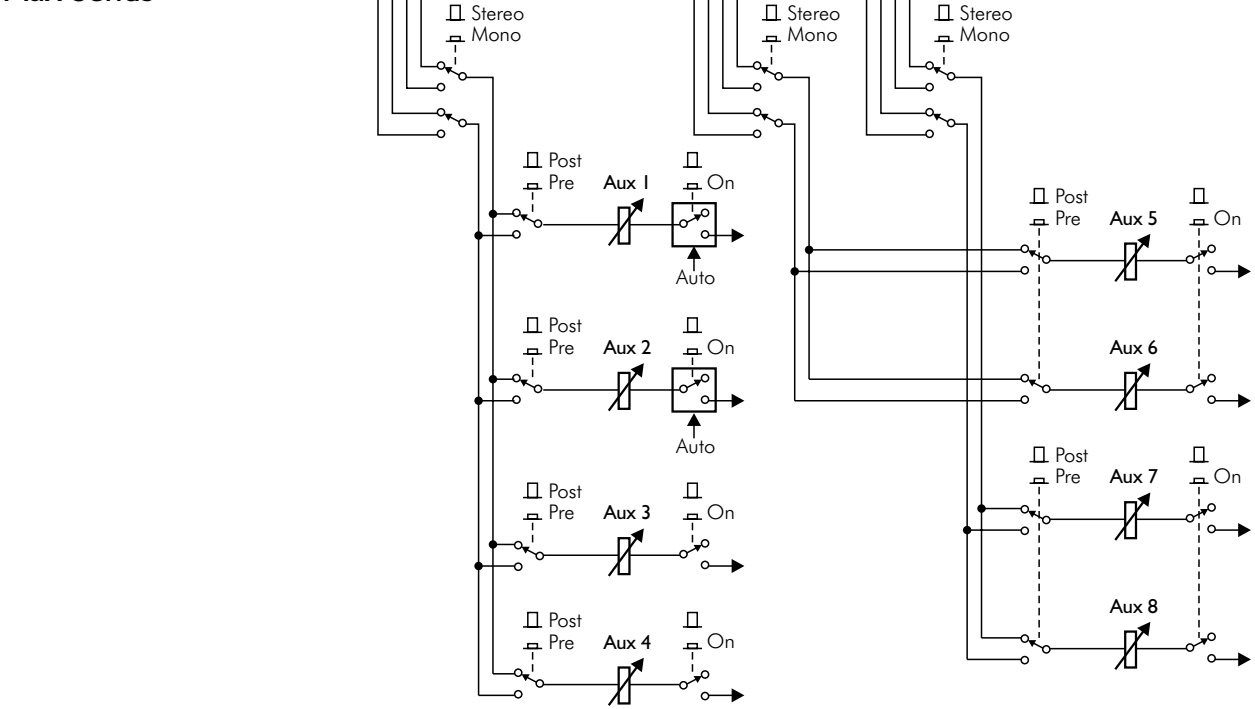 Stereo
Mono
Stereo
Mono
Stereo
Mono
Post
Pre
Aux 1
On
Auto
Post
Pre
Aux 2
On
Auto
Post
Pre
Aux 3
On
Post
Pre
Aux 4
On
Post
Pre
Aux 5
On
Aux 6
Post
Pre
Aux 7
On
Aux 8